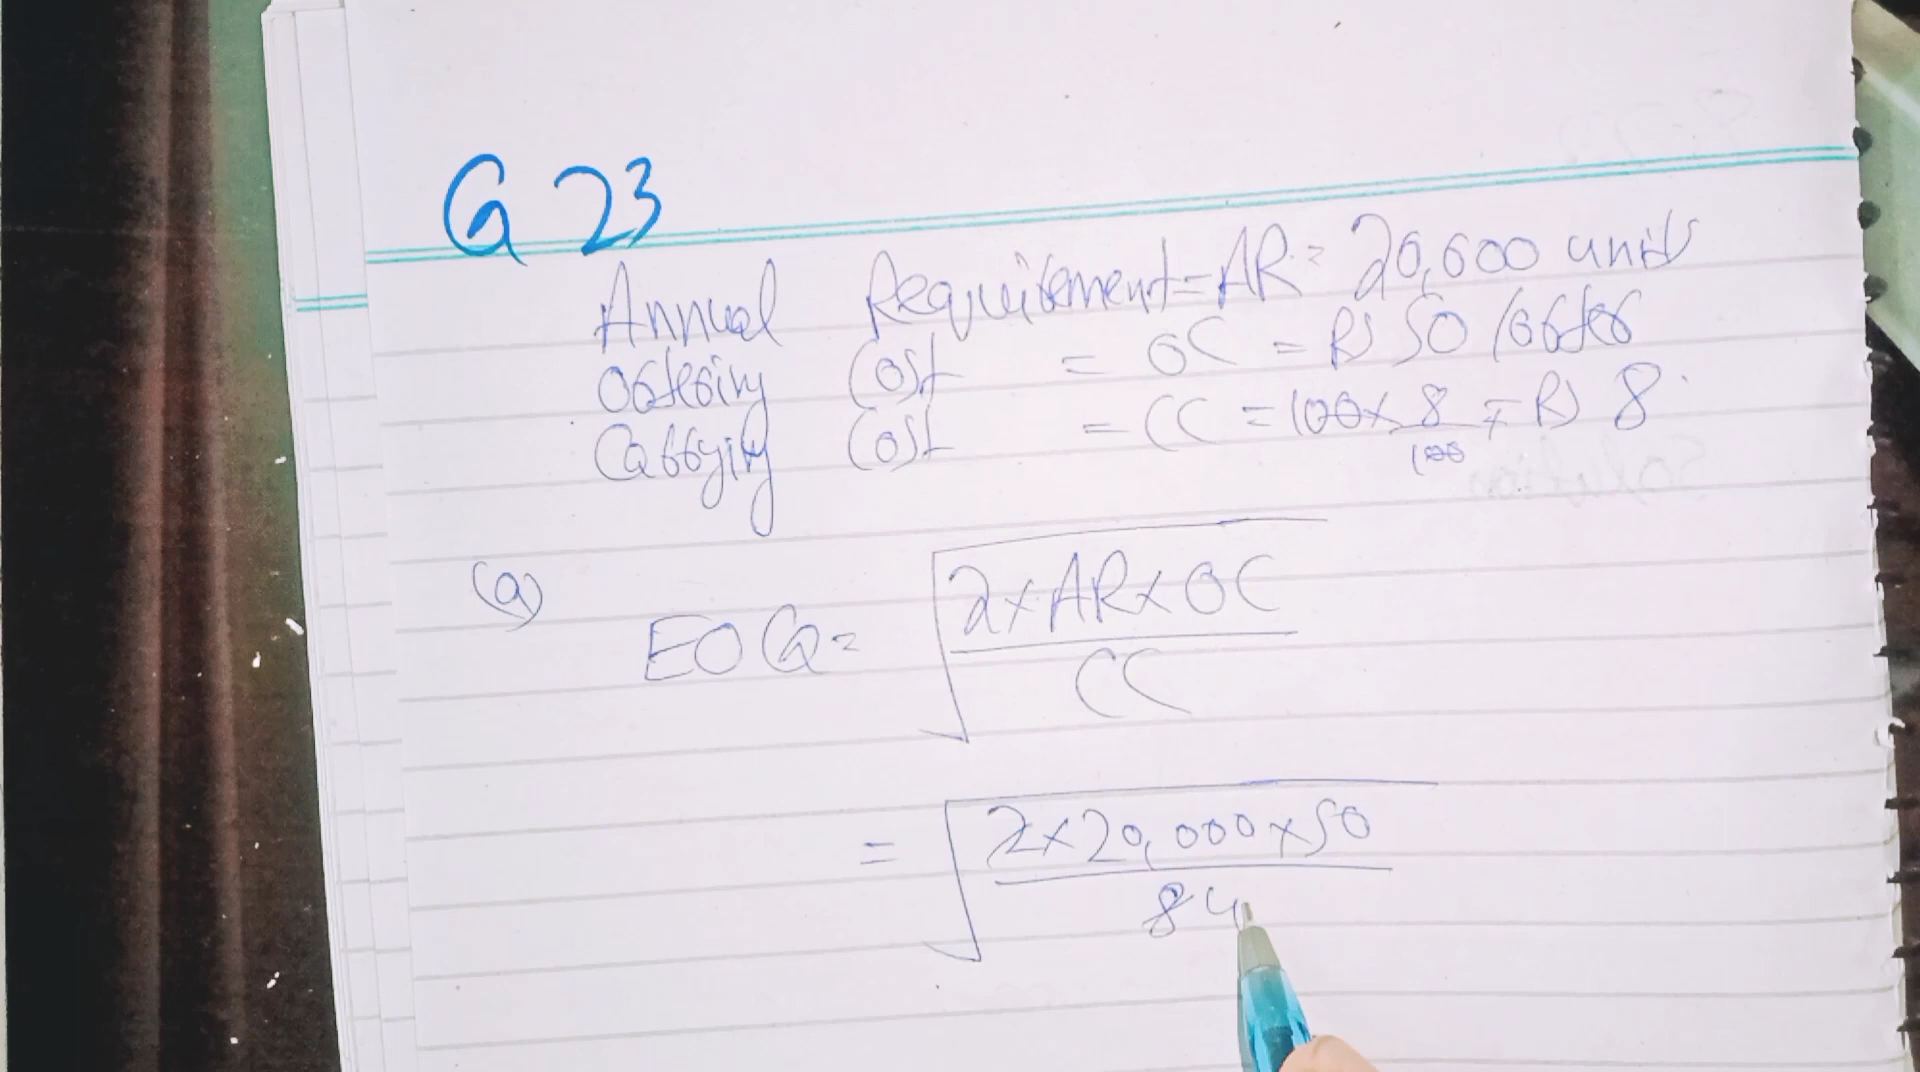 Q 23
Annual Requirement = AR = 20,000 units
Ordering Cost = OC = Rs 50 / order
Carrying Cost = CC = 100 x 8/100 = Rs 8
(a)
EOQ = √2 x AR x OC / CC
= √2 x 20,000 x 50 / 84